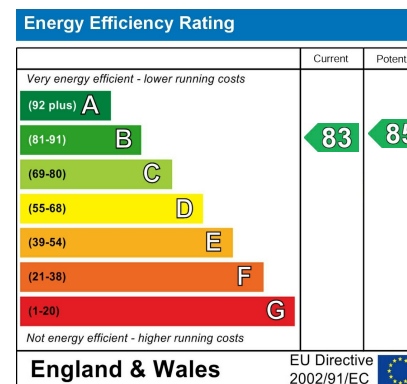 Energy Efficiency Rating
Current Potent
Very energy efficient - lower running costs
(92 plus) A
(81-91) B 83 85
(69-80) C
(55-68) D
(39-54) E
(21-38) F
(1-20) G
Not energy efficient - higher running costs
England & Wales
EU Directive
2002/91/EC